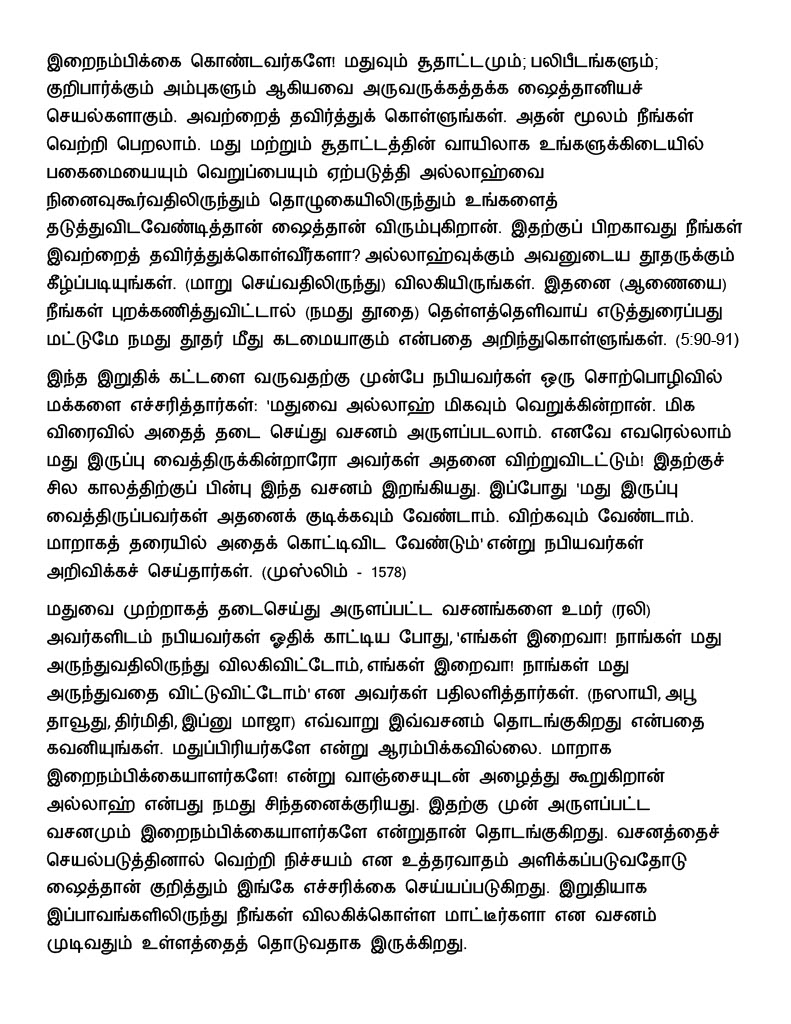 இறைநம்பிக்கை கொண்டவர்களே! மதுவும் சூதாட்டமும்; பலிபீடங்களும்;
குறிபார்க்கும் அம்புகளும் ஆகியவை அருவருக்கத்தக்க ஷைத்தானியச்
செயல்களாகும். அவற்றைத் தவிர்த்துக் கொள்ளுங்கள். அதன் மூலம் நீங்கள்
வெற்றி பெறலாம். மது மற்றும் சூதாட்டத்தின் வாயிலாக உங்களுக்கிடையில்
பகைமையையும் வெறுப்பையும் ஏற்படுத்தி அல்லாஹ்வை
நினைவுகூர்வதிலிருந்தும் தொழுகையிலிருந்தும் உங்களைத்
தடுத்துவிடவேண்டித்தான் ஷைத்தான் விரும்புகிறான். இதற்குப் பிறகாவது நீங்கள்
இவற்றைத் தவிர்த்துக்கொள்வீர்களா? அல்லாஹ்வுக்கும் அவனுடைய தூதருக்கும்
கீழ்ப்படியுங்கள். (மாறு செய்வதிலிருந்து) விலகியிருங்கள். இதனை (ஆணையை)
நீங்கள் புறக்கணித்துவிட்டால் (நமது தூதை) தெள்ளத்தெளிவாய் எடுத்துரைப்பது
மட்டுமே நமது தூதர் மீது கடமையாகும் என்பதை அறிந்துகொள்ளுங்கள். (5:90-91)
இந்த இறுதிக் கட்டளை வருவதற்கு முன்பே நபியவர்கள் ஒரு சொற்பொழிவில்
மக்களை எச்சரித்தார்கள்: 'மதுவை அல்லாஹ் மிகவும் வெறுக்கின்றான். மிக
விரைவில் அதைத் தடை செய்து வசனம் அருளப்படலாம். எனவே எவரெல்லாம்
மது இருப்பு வைத்திருக்கின்றாரோ அவர்கள் அதனை விற்றுவிடட்டும்! இதற்குச்
சில காலத்திற்குப் பின்பு இந்த வசனம் இறங்கியது. இப்போது 'மது இருப்பு
வைத்திருப்பவர்கள் அதனைக் குடிக்கவும் வேண்டாம். விற்கவும் வேண்டாம்.
மாறாகத் தரையில் அதைக் கொட்டிவிட வேண்டும்' என்று நபியவர்கள்
அறிவிக்கச் செய்தார்கள். (முஸ்லிம் - 1578)
மதுவை முற்றாகத் தடைசெய்து அருளப்பட்ட வசனங்களை உமர் (ரலி)
அவர்களிடம் நபியவர்கள் ஓதிக் காட்டிய போது, 'எங்கள் இறைவா! நாங்கள் மது
அருந்துவதிலிருந்து விலகிவிட்டோம், எங்கள் இறைவா! நாங்கள் மது
அருந்துவதை விட்டுவிட்டோம்' என அவர்கள் பதிலளித்தார்கள். (நஸாயி, அபூ
தாவூது, திர்மிதி, இப்னு மாஜா) எவ்வாறு இவ்வசனம் தொடங்குகிறது என்பதை
கவனியுங்கள். மதுப்பிரியர்களே என்று ஆரம்பிக்கவில்லை. மாறாக
இறைநம்பிக்கையாளர்களே! என்று வாஞ்சையுடன் அழைத்து கூறுகிறான்
அல்லாஹ் என்பது நமது சிந்தனைக்குரியது. இதற்கு முன் அருளப்பட்ட
வசனமும் இறைநம்பிக்கையாளர்களே என்றுதான் தொடங்குகிறது. வசனத்தைச்
செயல்படுத்தினால் வெற்றி நிச்சயம் என உத்தரவாதம் அளிக்கப்படுவதோடு
ஷைத்தான் குறித்தும் இங்கே எச்சரிக்கை செய்யப்படுகிறது. இறுதியாக
இப்பாவங்களிலிருந்து நீங்கள் விலகிக்கொள்ள மாட்டீர்களா என வசனம்
முடிவதும் உள்ளத்தைத் தொடுவதாக இருக்கிறது.